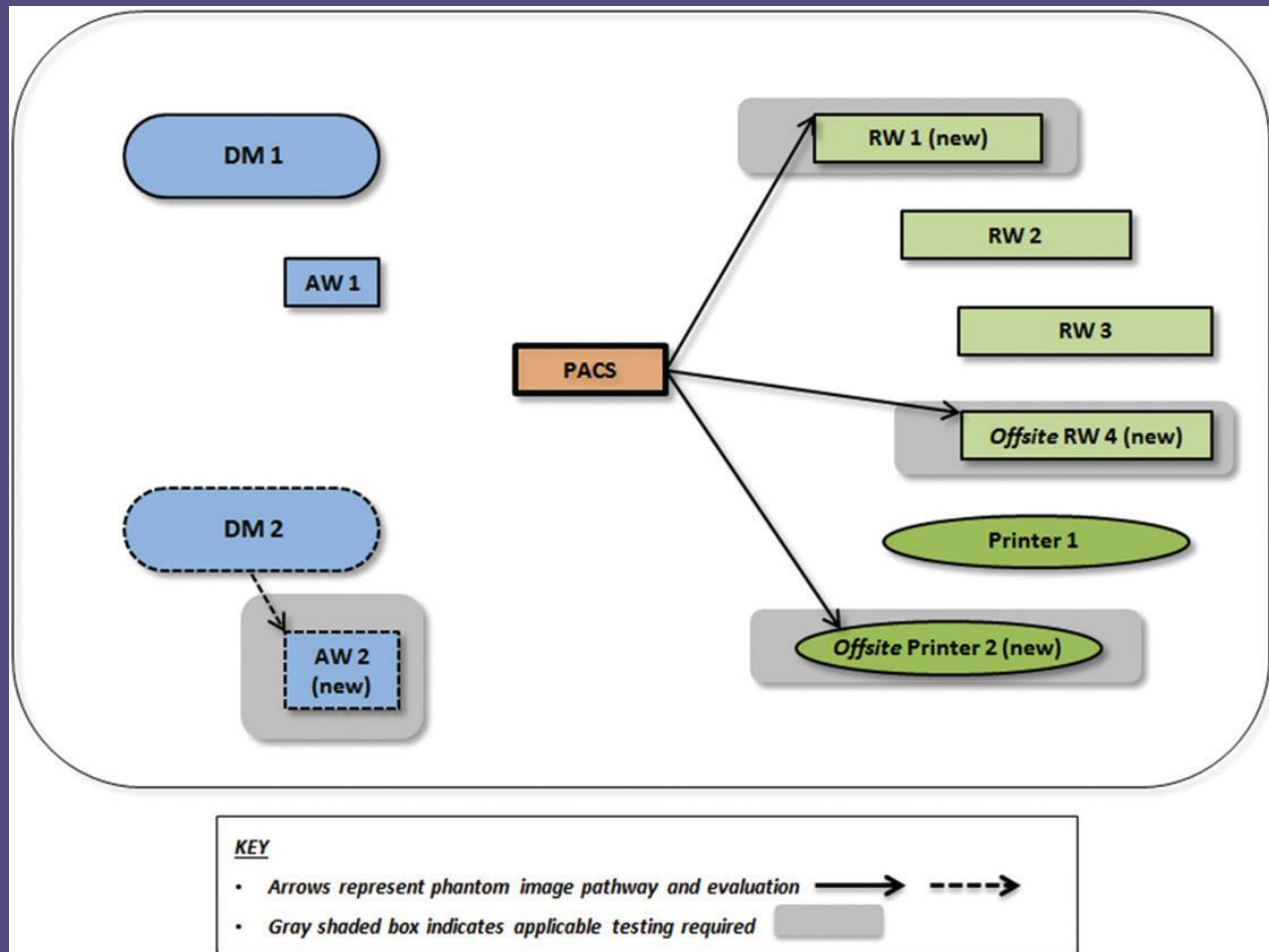 DM 1
RW 1 (new)
RW 2
AW 1
RW 3
PACS
Offsite RW 4 (new)
DM 2
Printer 1
AW 2
(new)
Offsite Printer 2 (new)
KEY
• Arrows represent phantom image pathway and evaluation
• Gray shaded box indicates applicable testing required